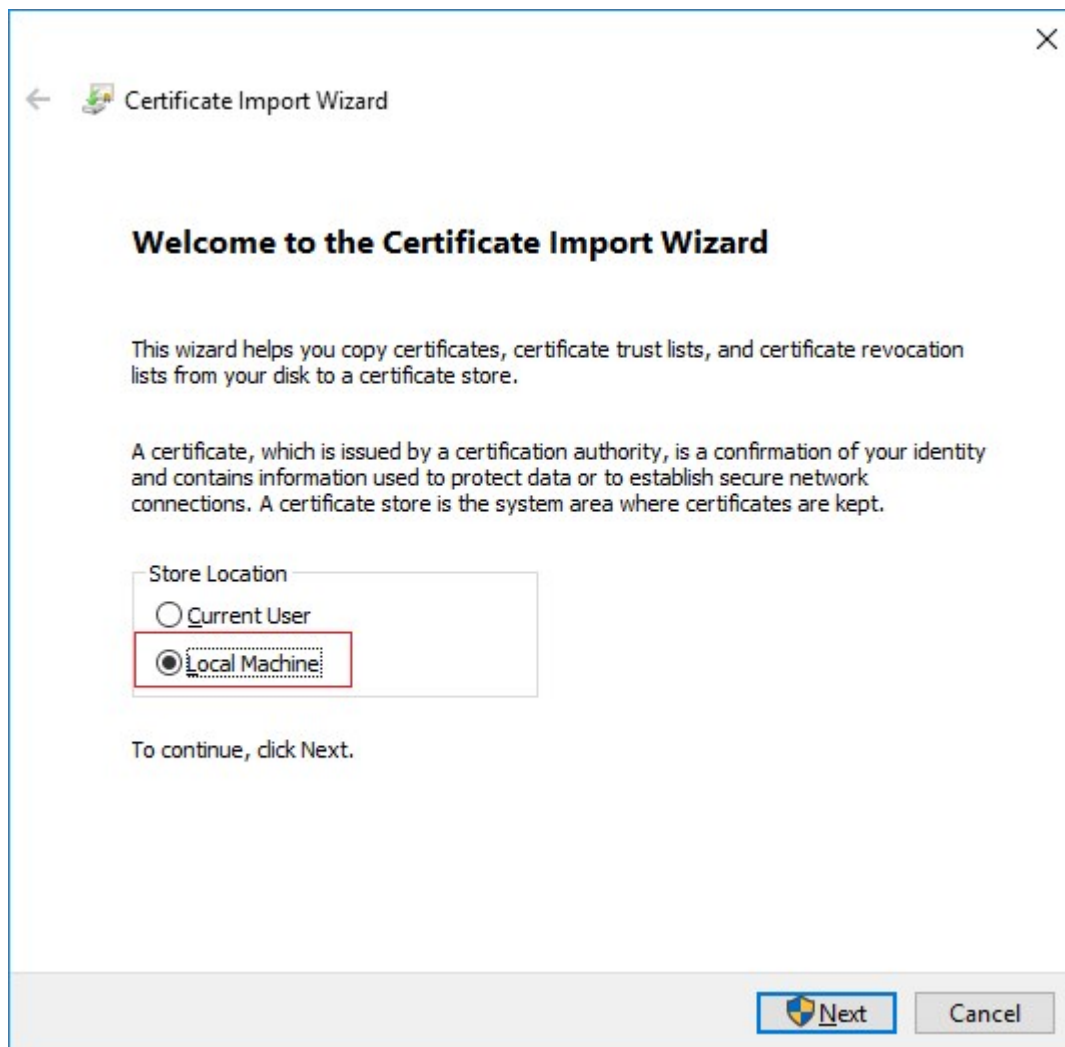 Certificate Import Wizard
Welcome to the Certificate Import Wizard
This wizard helps you copy certificates, certificate trust lists, and certificate revocation
lists from your disk to a certificate store.
A certificate, which is issued by a certification authority, is a confirmation of your identity
and contains information used to protect data or to establish secure network
connections. A certificate store is the system area where certificates are kept.
Store Location
Current User
Local Machine
To continue, click Next.
Next Cancel